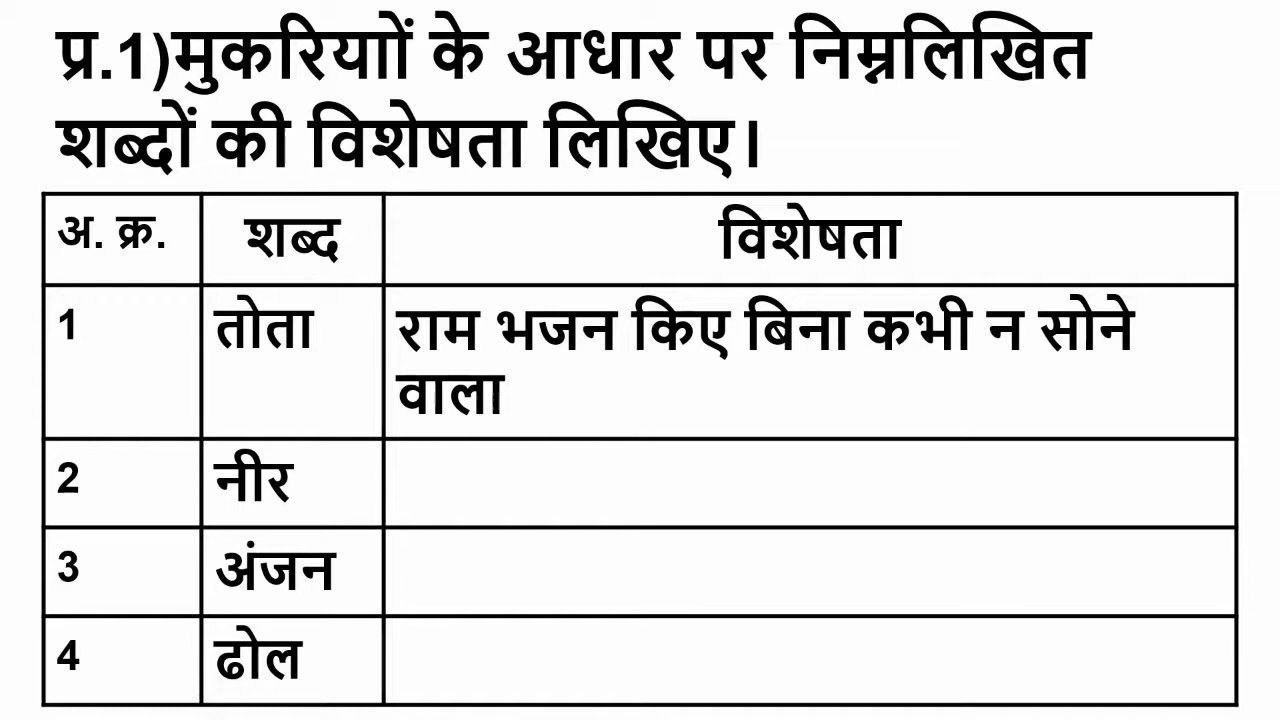 प्र.1)मुकरियाों के आधार पर निम्नलिखित
शब्दों की विशेषता लिखिए।
अ. क्र. शब्द विशेषता
1 तोता राम भजन किए बिना कभी न सोने
वाला
2 नीर
3 अंजन
4 ढोल